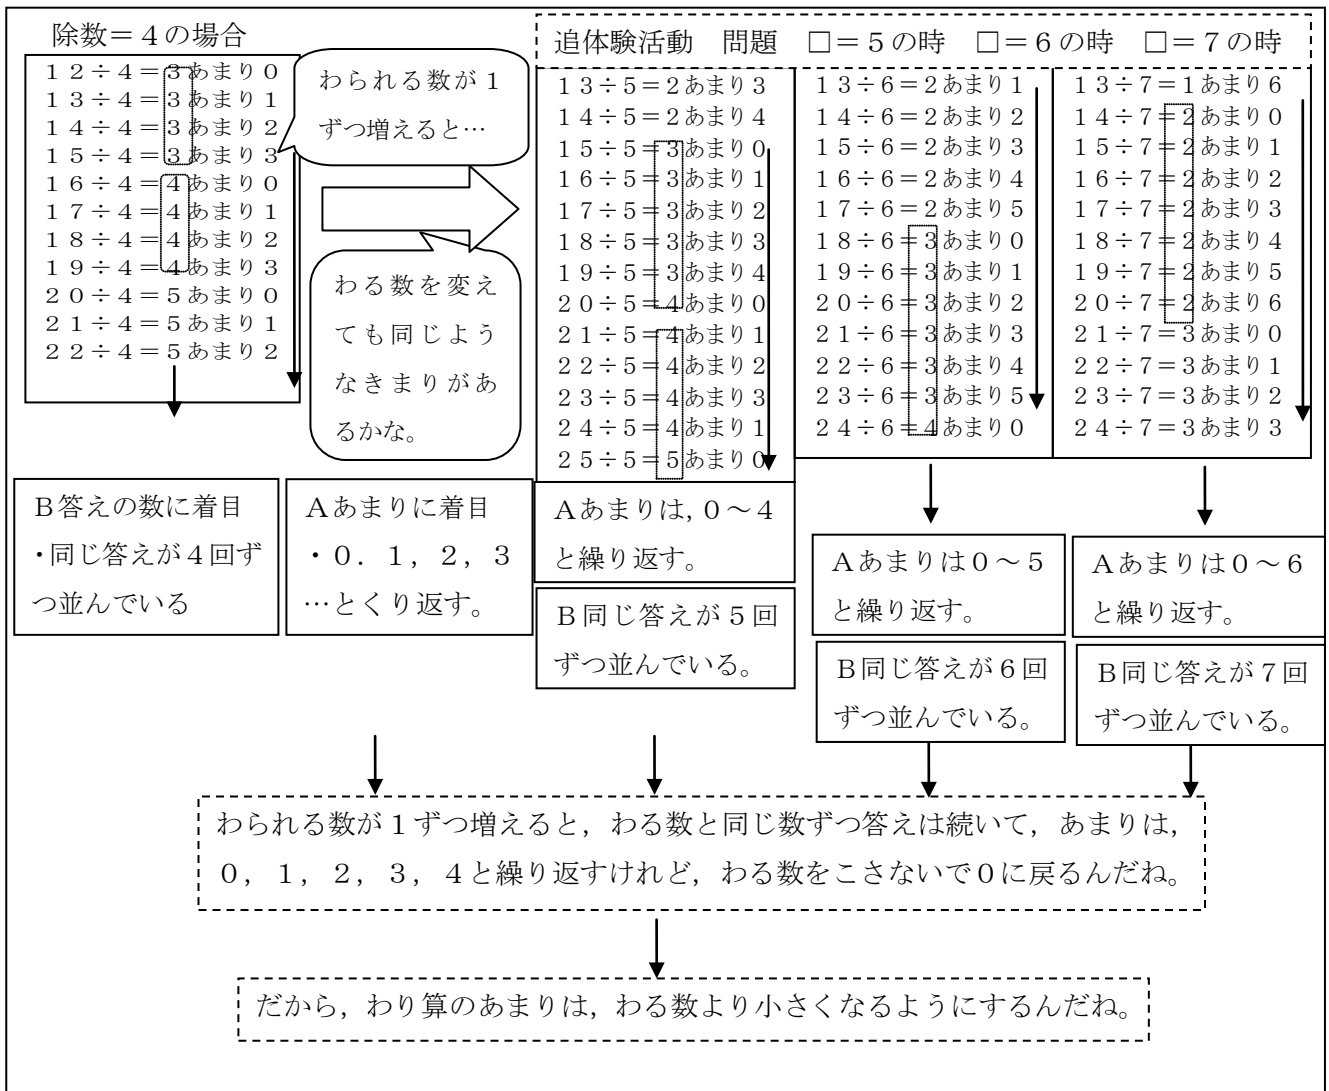 除数=4の場合
12÷4=3あまり0
13÷4=3あまり1
14÷4=3あまり2
15÷4=3あまり3
16÷4=4あまり0
17÷4=4あまり1
18÷4=4あまり2
19÷4=4あまり3
20÷4=5あまり0
21÷4=5あまり1
22÷4=5あまり2
わられる数が1
ずつ増えると…
わる数を変え
ても同じよう
なきまりがあ
るかな。
追体験活動　問題　□=5の時　□=6の時　□=7の時
13÷5=2あまり3
14÷5=2あまり4
15÷5=3あまり0
16÷5=3あまり1
17÷5=3あまり2
18÷5=3あまり3
19÷5=3あまり4
20÷5=4あまり0
21÷5=4あまり1
22÷5=4あまり2
23÷5=4あまり3
24÷5=4あまり1
25÷5=5あまり0
13÷6=2あまり1
14÷6=2あまり2
15÷6=2あまり3
16÷6=2あまり4
17÷6=2あまり5
18÷6=3あまり0
19÷6=3あまり1
20÷6=3あまり2
21÷6=3あまり3
22÷6=3あまり4
23÷6=3あまり5
24÷6=4あまり0
13÷7=1あまり6
14÷7=2あまり0
15÷7=2あまり1
16÷7=2あまり2
17÷7=2あまり3
18÷7=2あまり4
19÷7=2あまり5
20÷7=2あまり6
21÷7=3あまり0
22÷7=3あまり1
23÷7=3あまり2
24÷7=3あまり3
B答えの数に着目
・同じ答えが4回ず
つ並んでいる
Aあまりに着目
・0．1，2，3
…とくり返す。
Aあまりは，0～4
と繰り返す。
B同じ答えが5回
ずつ並んでいる。
Aあまりは0～5
と繰り返す。
B同じ答えが6回
ずつ並んでいる。
Aあまりは0～6
と繰り返す。
B同じ答えが7回
ずつ並んでいる。
わられる数が1ずつ増えると，わる数と同じ数ずつ答えは続いて，あまりは，
0，1，2，3，4と繰り返すけれど，わる数をこさないで0に戻るんだね。
だから，わり算のあまりは，わる数より小さくなるようにするんだね。